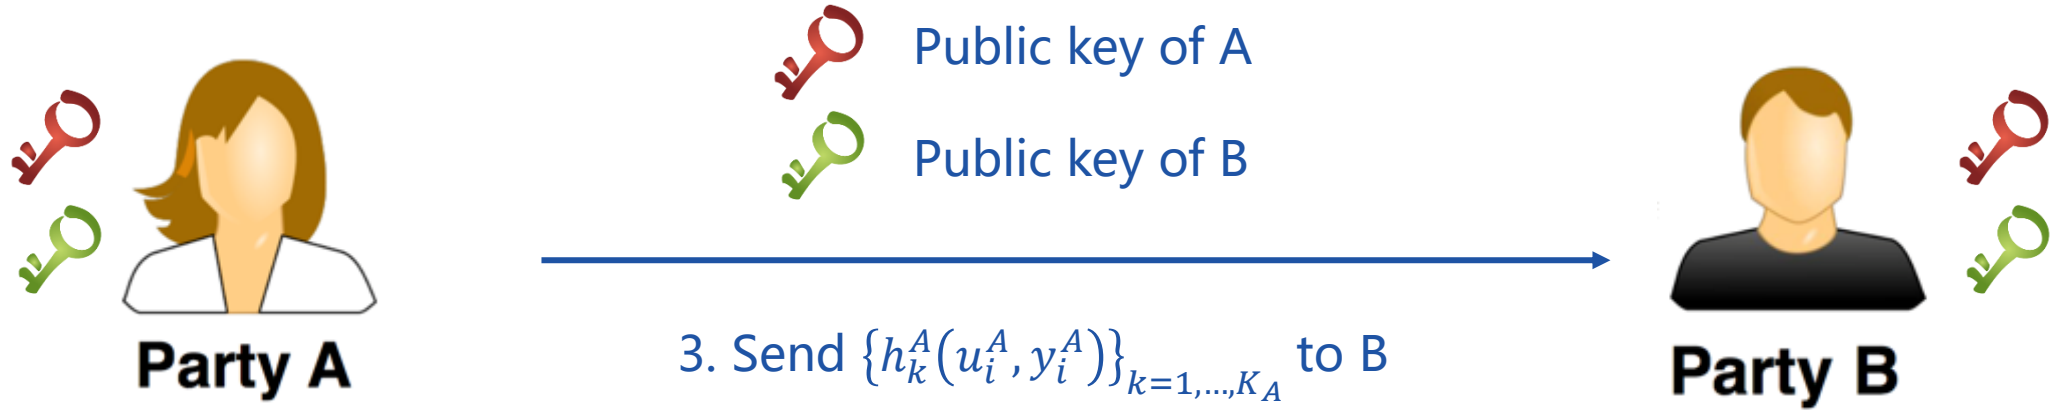 Public key of A
Public key of B
3. Send {h_k^A(u_i^A, y_i^A)}_{k=1,…,K_A} to B
Party A
Party B